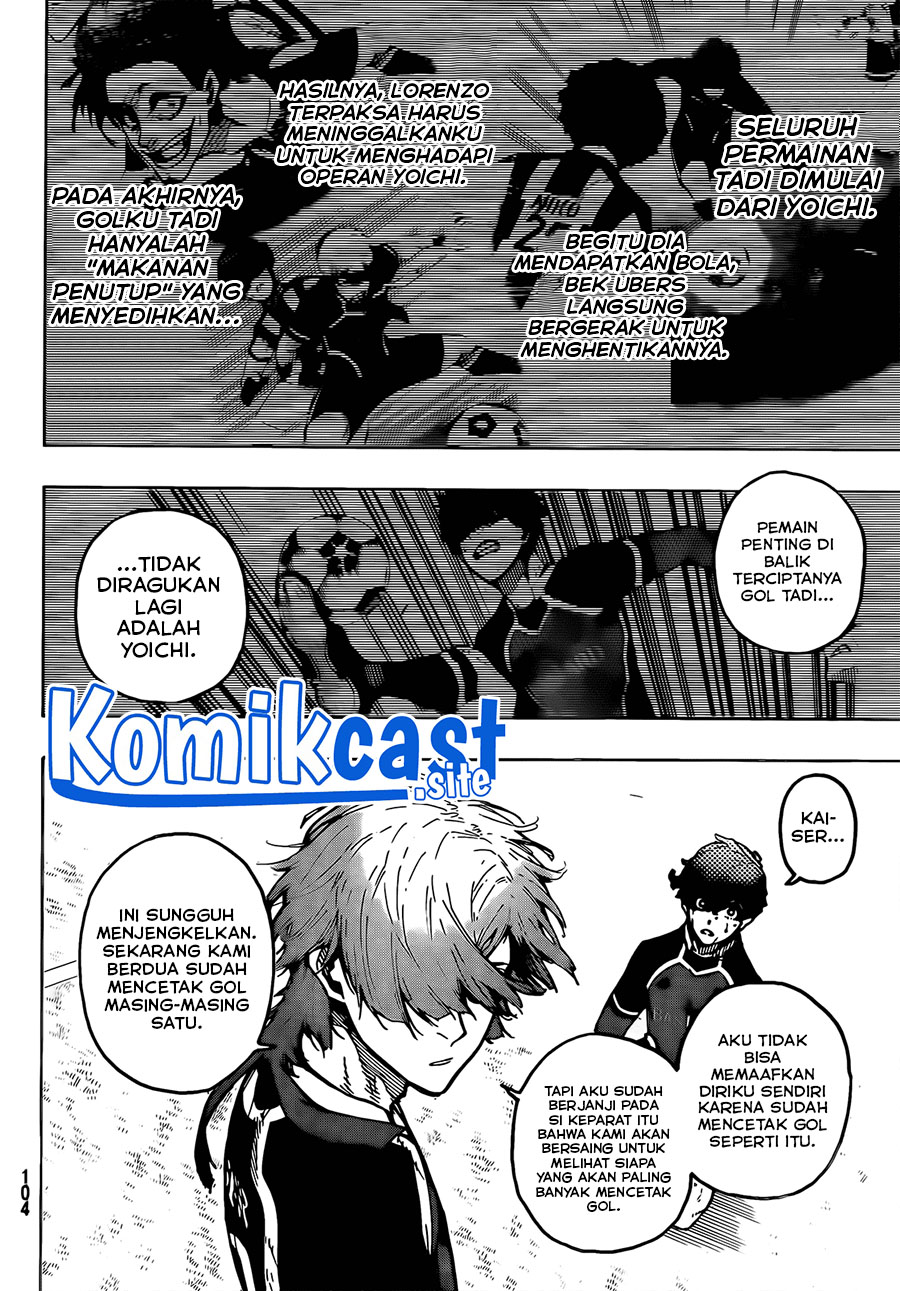 SELURUH
PERMAINAN
TADI DIMULAI
DARI YOICHI.
BEGITU DIA
MENDAPATKAN BOLA,
BEK UBERS
LANGSUNG
BERGERAK UNTUK
MENGHENTIKANNYA.
HASILNYA, LORENZO
TERPAKSA HARUS
MENINGGALKANKU
UNTUK MENGHADAPI
OPERAN YOICHI.
PADA AKHIRNYA,
GOLKU TADI
HANYALAH
"MAKANAN
PENUTUP" YANG
MENYEDIHKAN...
PEMAIN
PENTING DI
BALIK
TERCIPTANYA
GOL TADI...
...TIDAK
DIRAGUKAN
LAGI
ADALAH
YOICHI.
Komikcast
.site
KAI-
SER...
AKU TIDAK
BISA
MEMAAFKAN
DIRIKU SENDIRI
KARENA SUDAH
MENCETAK GOL
SEPERTI ITU.
TAPI AKU SUDAH
BERJANJI PADA
SI KEPARAT ITU
BAHWA KAMI AKAN
BERSAING UNTUK
MELIHAT SIAPA
YANG AKAN PALING
BANYAK MENCETAK
GOL.
INI SUNGGUH
MENJENGKELKAN.
SEKARANG KAMI
BERDUA SUDAH
MENCETAK GOL
MASING-MASING
SATU.
104